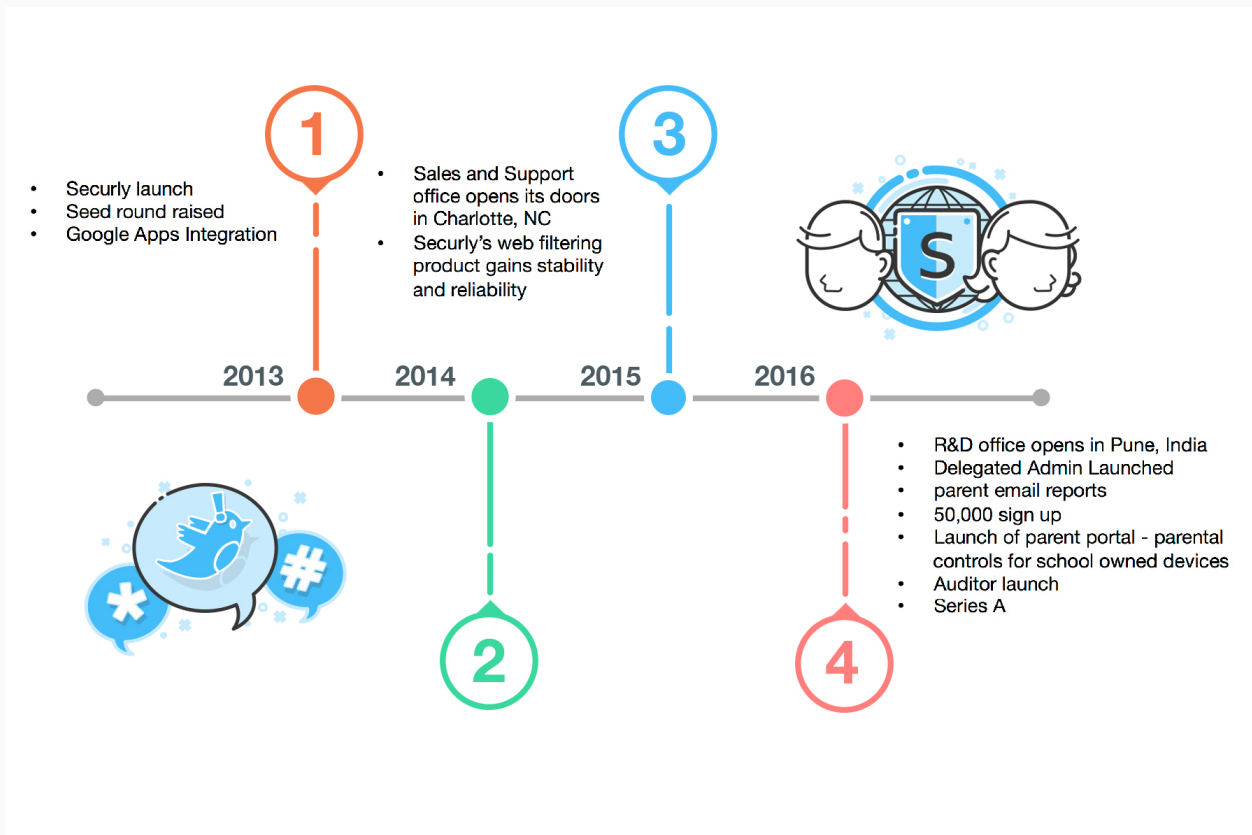 1
• Securly launch
• Seed round raised
• Google Apps Integration
• Sales and Support
office opens its doors
in Charlotte, NC
• Securly's web filtering
product gains stability
and reliability
3
S
2013
2014
2015
2016
!
*
#
2
• R&D office opens in Pune, India
• Delegated Admin Launched
• parent email reports
• 50,000 sign up
• Launch of parent portal - parental
controls for school owned devices
• Auditor launch
• Series A
4